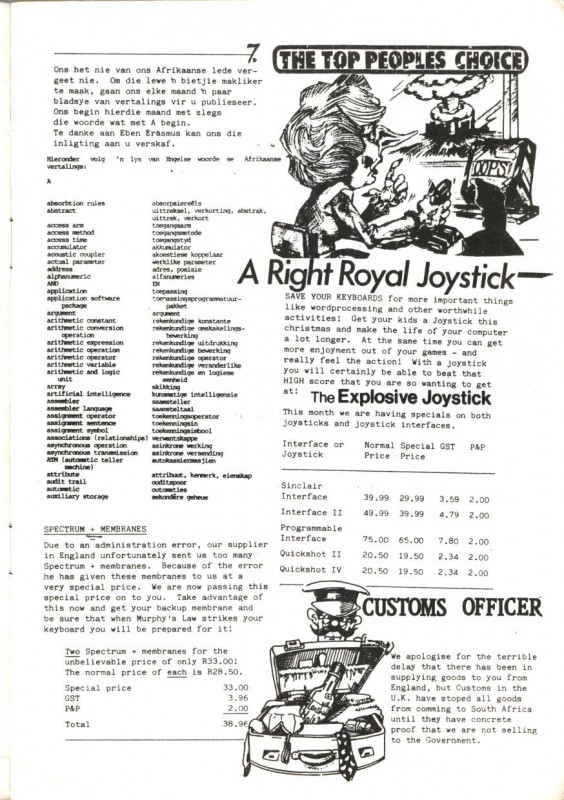 7.
Ons het nie van ons Afrikaanse lede ver-
geet nie. Om die lewe 'n bietjie makliker
te maak, gaan ons elke maand 'n paar
bladsye van vertalings vir u publiseer.
Ons begin hierdie maand met slegs
die woorde wat met A begin.
Te danke aan Eben Erasmus kan ons die
inligting aan u verskaf.
Hieronder volg 'n lys van Engelse woorde se Afrikaanse
vertalings:
A
absorbtion rules absorpsiereëls
abstract uittreksel, verkorting, abstrak,
uittrek, verkort
access arm toegangsarm
access method toegangsmetode
access time toegangstyd
accumulator akkumulator
acoustic coupler akoestiese koppelaar
actual parameter werklike parameter
address adres, posisie
alphanumeric alfanumeries
AND EN
application toepassing
application software toepassingsprogrammatuur-
package pakket
argument argument
arithmetic constant rekenkundige konstante
arithmetic conversion rekenkundige omskakelings-
operation bewerking
arithmetic expression rekenkundige uitdrukking
arithmetic operation rekenkundige bewerking
arithmetic operator rekenkundige operator
arithmetic variable rekenkundige veranderlike
arithmetic and logic rekenkundige en logiese
unit eenheid
array skikking
artificial intelligence kunsmatige intelligensie
assembler saamsteller
assembler language saamsteltaal
assignment operator toekenningsoperator
assignment sentence toekenningsin
assignment symbol toekenningsimbool
associations (relationships) verwantskappe
asynchronous operation asinkrone werking
asynchronous transmission asinkrone versending
ATM (automatic teller outokassiermasjien
machine)
attribute attribuut, kenmerk, eienskap
audit trail ouditspoor
automatic outomaties
auxiliary storage sekondêre geheue
SPECTRUM + MEMBRANES
Due to an administration error, our supplier
in England unfortunately sent us too many
Spectrum + membranes. Because of the error
he has given these membranes to us at a
very special price. We are now passing this
special price on to you. Take advantage of
this now and get your backup membrane and
be sure that when Murphy's Law strikes your
keyboard you will be prepared for it!
Two Spectrum + membranes for the
unbelievable price of only R33.00!
The normal price of each is R28.50.
Special price 33.00
GST 3.96
P&P 2.00
Total 38.96
THE TOP PEOPLES CHOICE
OOPS!
A Right Royal Joystick
SAVE YOUR KEYBOARDS for more important things
like wordprocessing and other worthwhile
activities! Get your kids a Joystick this
christmas and make the life of your computer
a lot longer. At the same time you can get
more enjoyment out of your games - and
really feel the action! With a joystick
you will certainly be able to beat that
HIGH score that you are so wanting to get
at!
The Explosive Joystick
This month we are having specials on both
joysticks and joystick interfaces.
Interface or Normal Special GST P&P
Joystick Price Price
Sinclair
Interface 39.99 29.99 3.59 2.00
Interface II 49.99 39.99 4.79 2.00
Programmable
Interface 75.00 65.00 7.80 2.00
Quickshot II 20.50 19.50 2.34 2.00
Quickshot IV 20.50 19.50 2.34 2.00
CUSTOMS OFFICER
We apologise for the terrible
delay that there has been in
supplying goods to you from
England, but Customs in the
U.K. have stoped all goods
from comming to South Africa
until they have concrete
proof that we are not selling
to the Government.